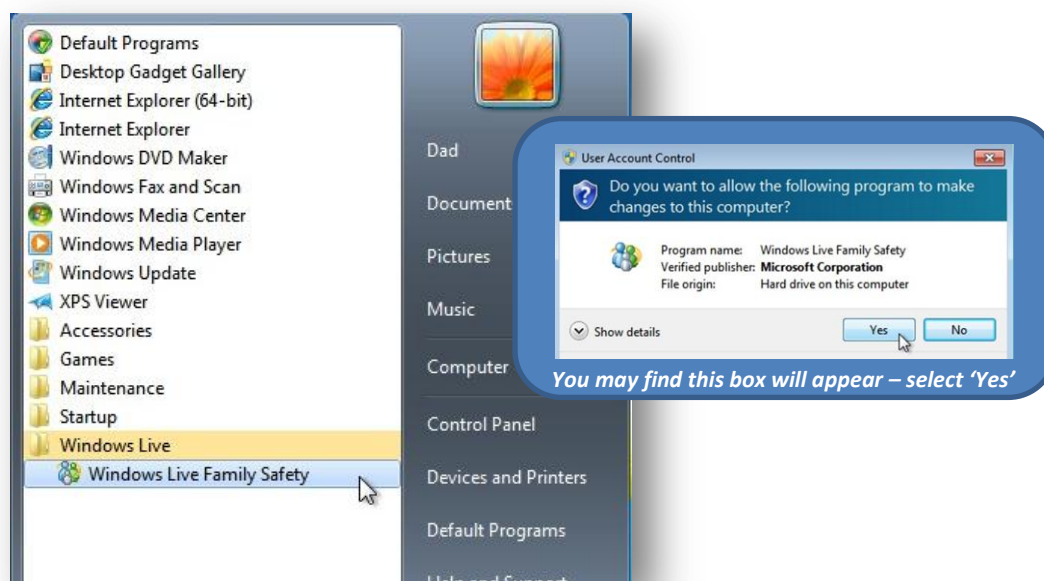 Default Programs
Desktop Gadget Gallery
Internet Explorer (64-bit)
Internet Explorer
Windows DVD Maker
Windows Fax and Scan
Windows Media Center
Windows Media Player
Windows Update
XPS Viewer
Accessories
Games
Maintenance
Startup
Windows Live
Windows Live Family Safety
Dad
Document
Pictures
Music
Computer
Control Panel
Devices and Printers
Default Programs
Help and Support
User Account Control
Do you want to allow the following program to make
changes to this computer?
Program name: Windows Live Family Safety
Verified publisher: Microsoft Corporation
File origin: Hard drive on this computer
Show details Yes No
You may find this box will appear – select ‘Yes’